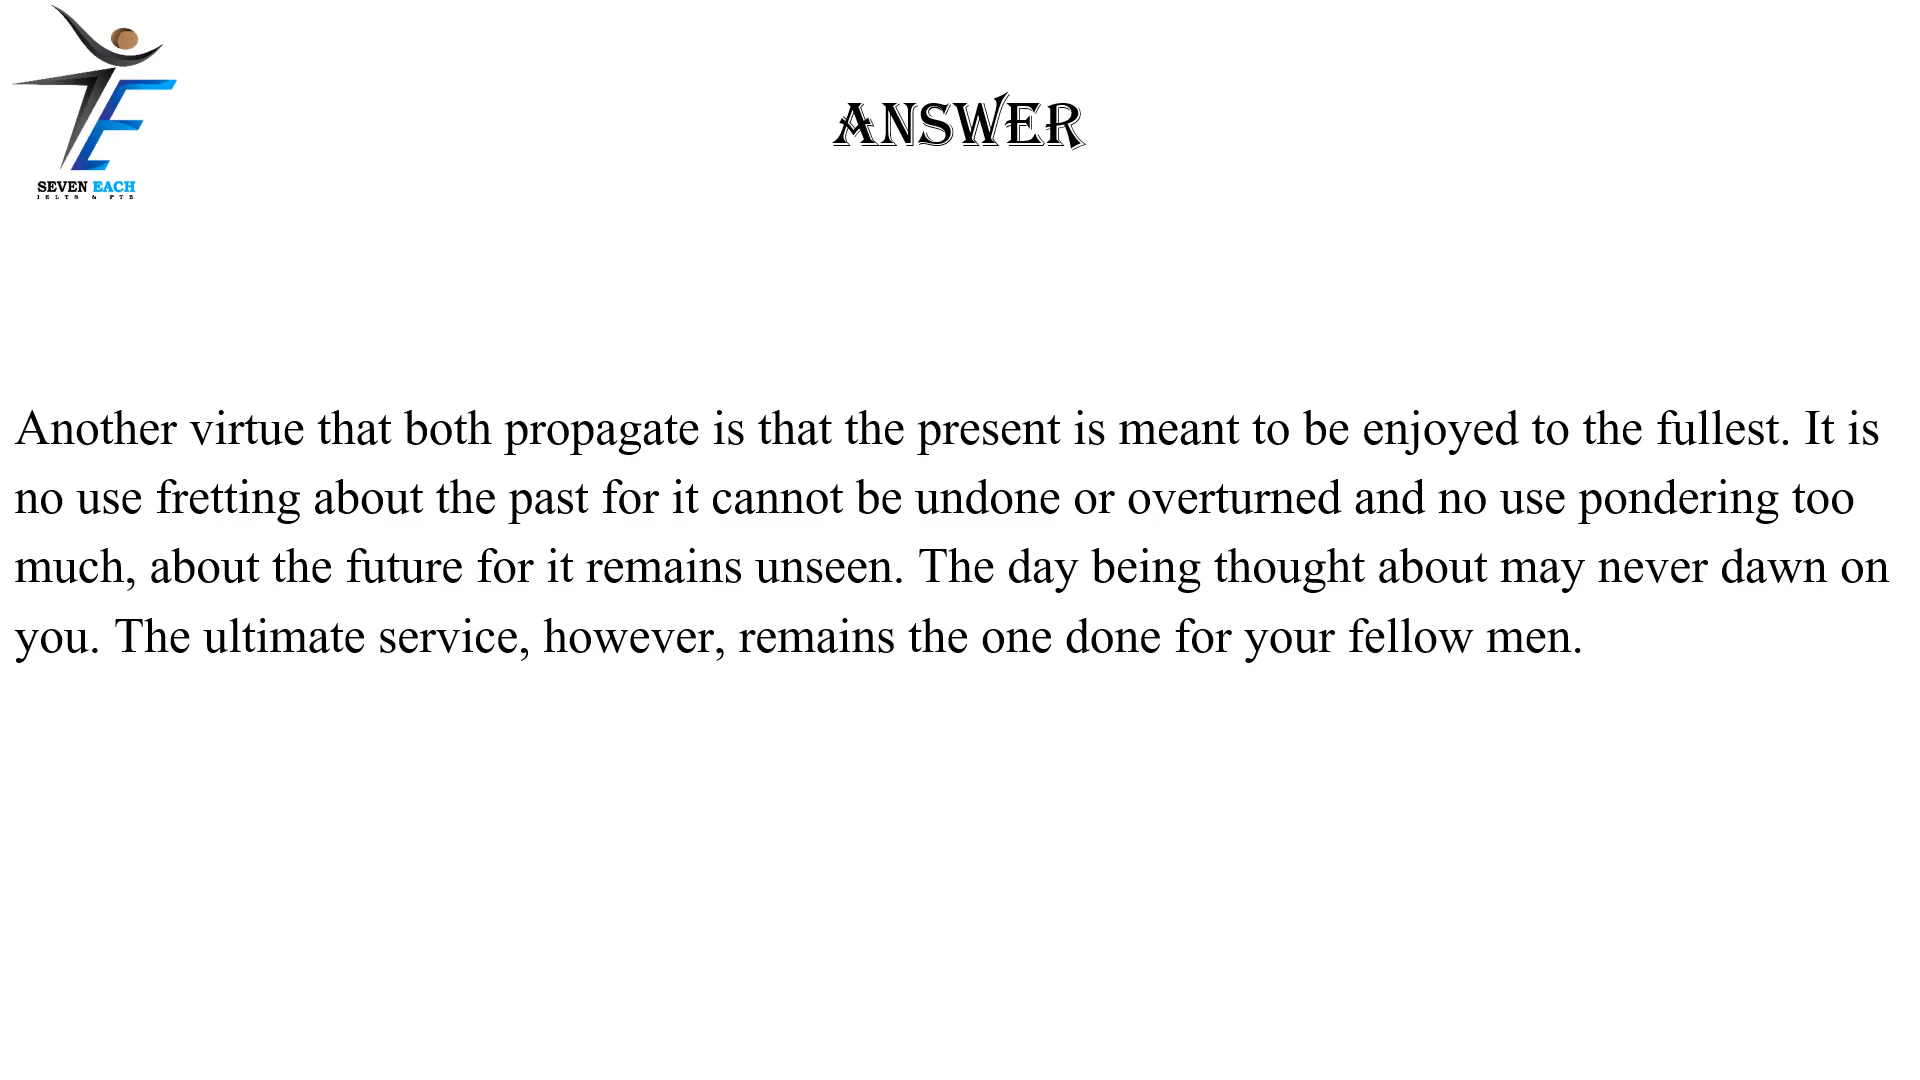 SEVEN EACH
IELTS & PTE
ANSWER
Another virtue that both propagate is that the present is meant to be enjoyed to the fullest. It is
no use fretting about the past for it cannot be undone or overturned and no use pondering too
much, about the future for it remains unseen. The day being thought about may never dawn on
you. The ultimate service, however, remains the one done for your fellow men.